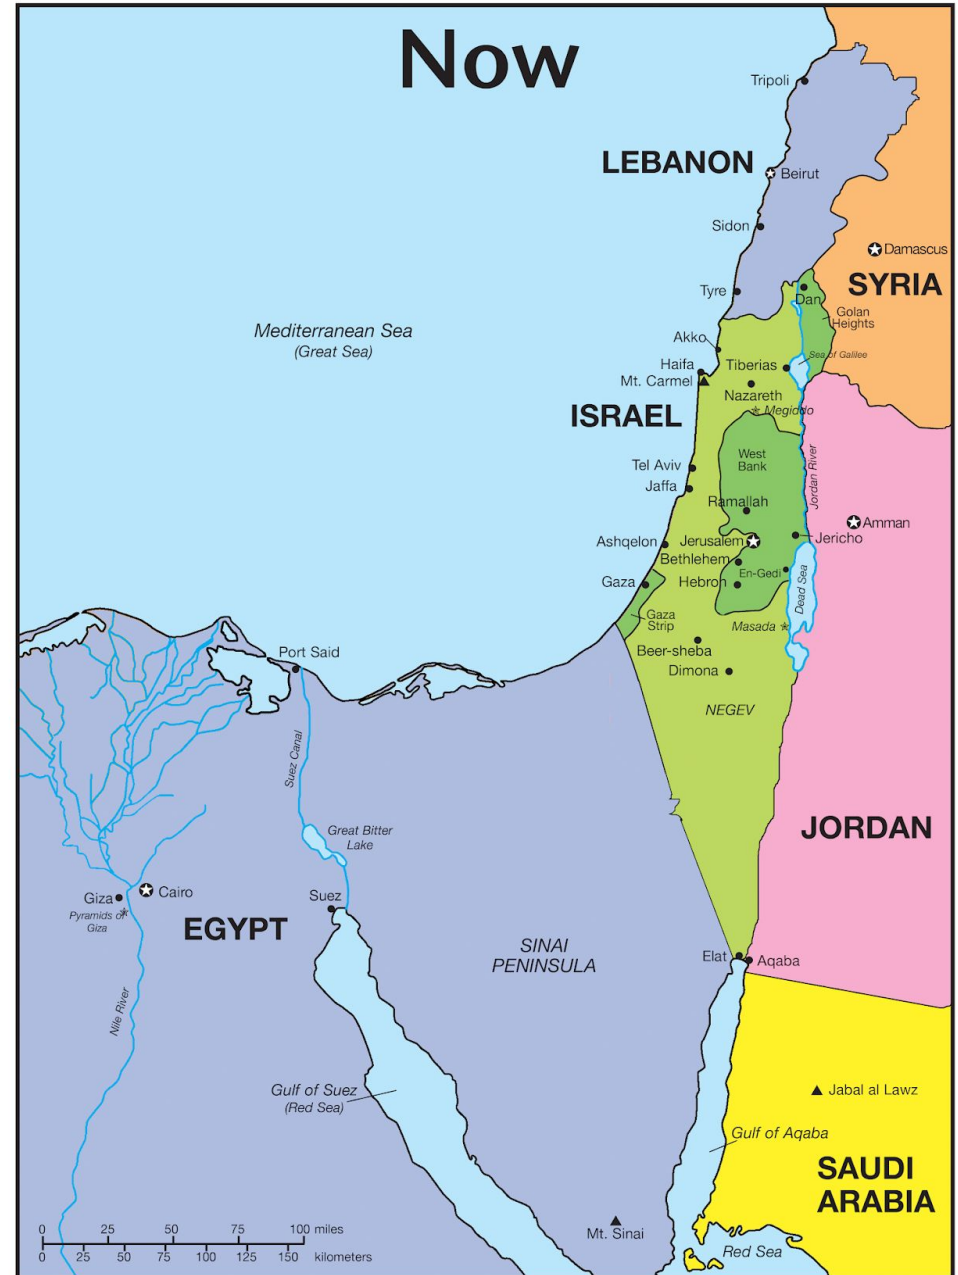 Now
Tripoli
LEBANON
Beirut
Sidon
Damascus
SYRIA
Tyre
Dan
Golan
Heights
Mediterranean Sea
(Great Sea)
Akko
Sea of Galilee
Haifa
Tiberias
Mt. Carmel
Nazareth
Megiddo
ISRAEL
West
Bank
Jordan River
Tel Aviv
Jaffa
Ramallah
Amman
Ashqelon
Jerusalem
Jericho
Bethlehem
En-Gedi
Gaza
Hebron
Dead Sea
Gaza
Strip
Masada
Beer-sheba
Port Said
Dimona
NEGEV
Suez Canal
Great Bitter
Lake
JORDAN
Giza
Cairo
Suez
Pyramids of
Giza
EGYPT
SINAI
PENINSULA
Elat
Aqaba
Nile River
Gulf of Suez
(Red Sea)
Jabal al Lawz
Gulf of Aqaba
SAUDI
ARABIA
Mt. Sinai
Red Sea
0 25 50 75 100 miles
0 25 50 75 100 125 150 kilometers